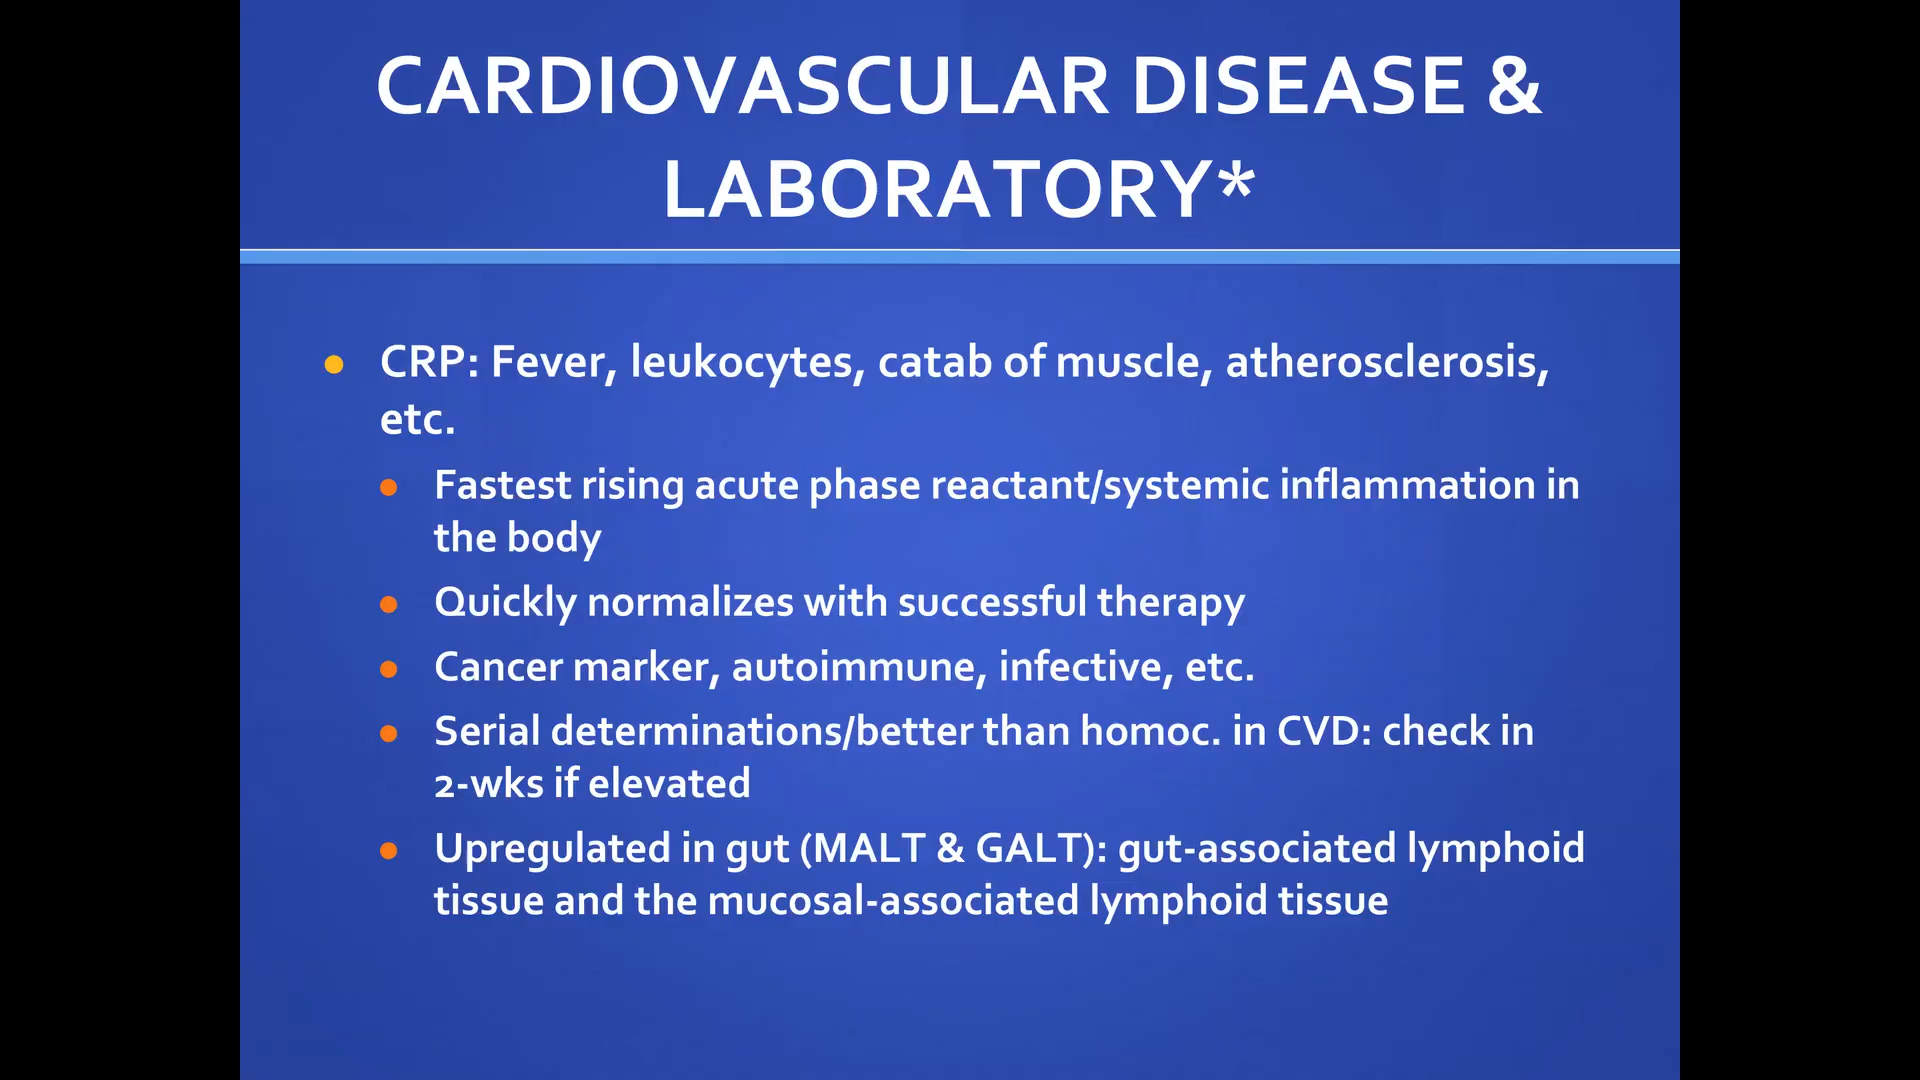 CARDIOVASCULAR DISEASE &
LABORATORY*
CRP: Fever, leukocytes, catab of muscle, atherosclerosis,
etc.
Fastest rising acute phase reactant/systemic inflammation in
the body
Quickly normalizes with successful therapy
Cancer marker, autoimmune, infective, etc.
Serial determinations/better than homoc. in CVD: check in
2-wks if elevated
Upregulated in gut (MALT & GALT): gut-associated lymphoid
tissue and the mucosal-associated lymphoid tissue